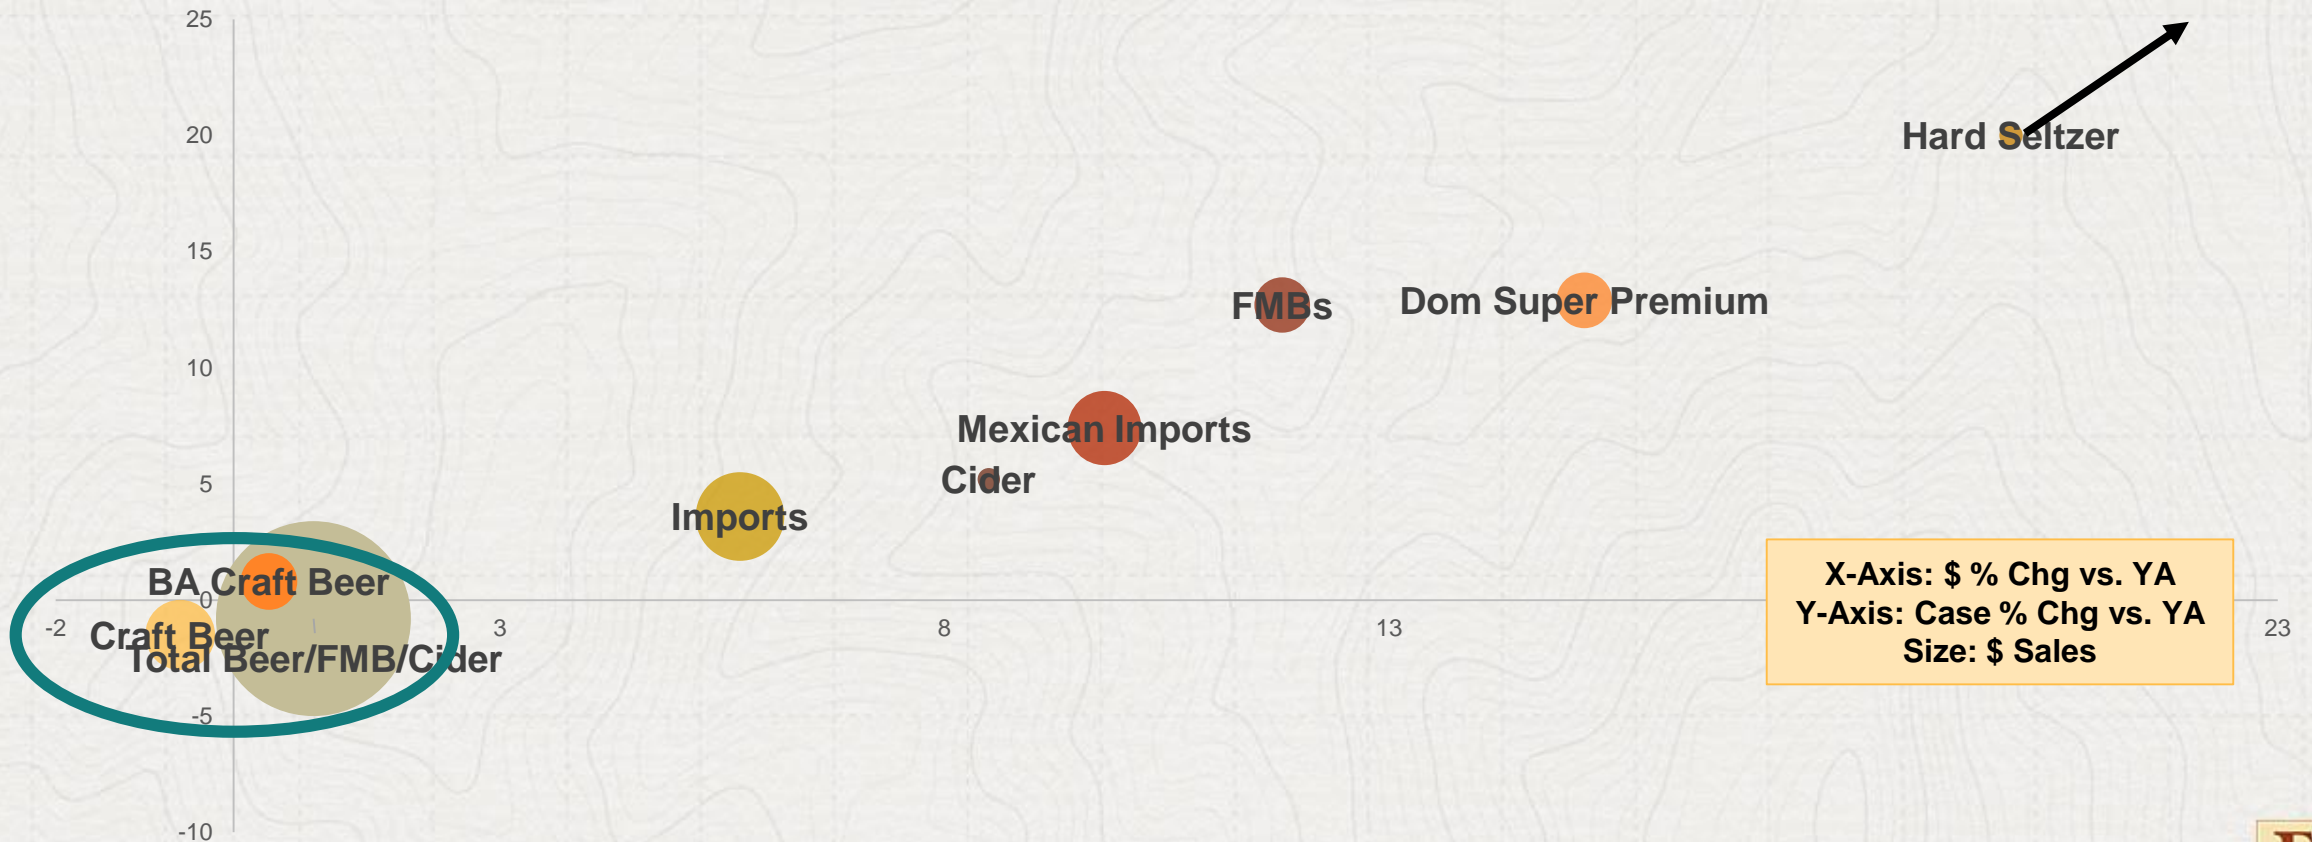 25
20
Hard Seltzer
15
FMBs
Dom Super Premium
10
Mexican Imports
5
Cider
Imports
BA Craft Beer
0
-2
3
8
13
23
Craft Beer
Total Beer/FMB/Cider
-5
-10
X-Axis: $ % Chg vs. YA
Y-Axis: Case % Chg vs. YA
Size: $ Sales